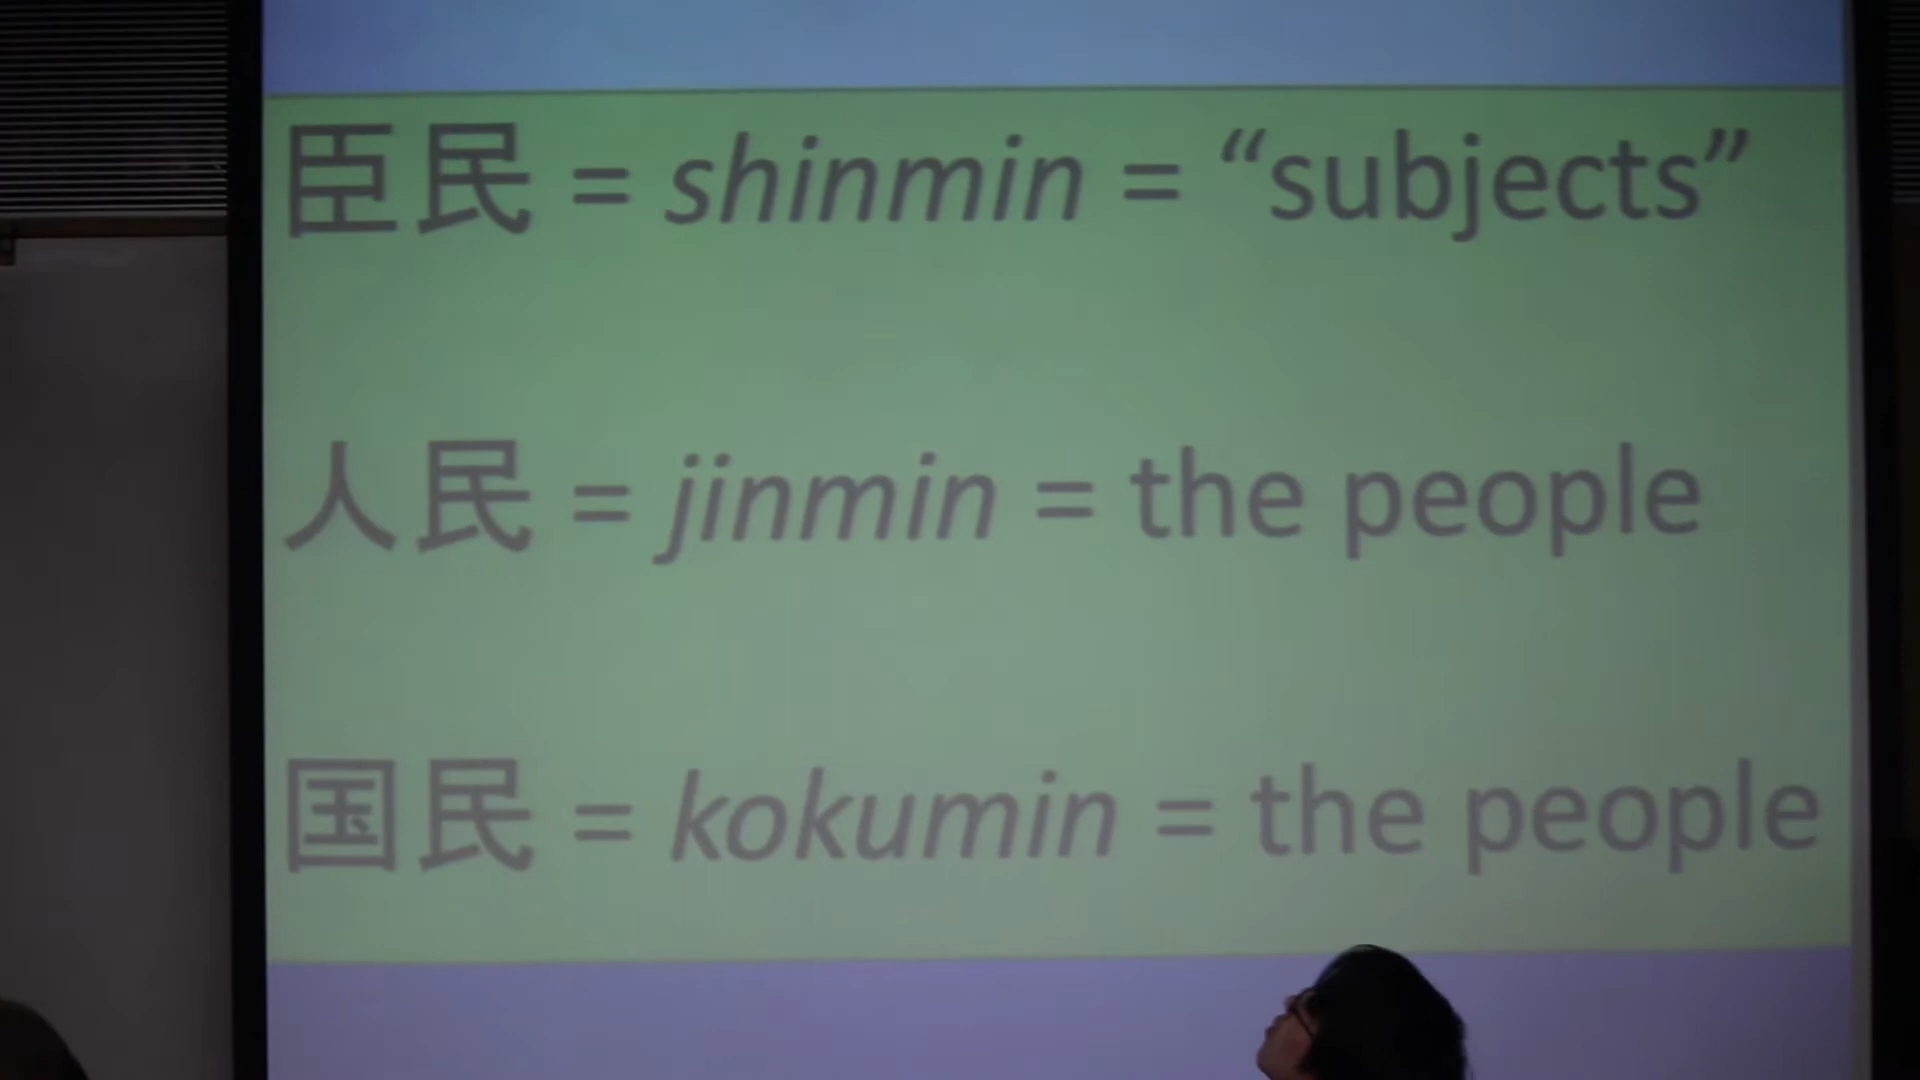 臣民 = shinmin = “subjects”
人民 = jinmin = the people
国民 = kokumin = the people